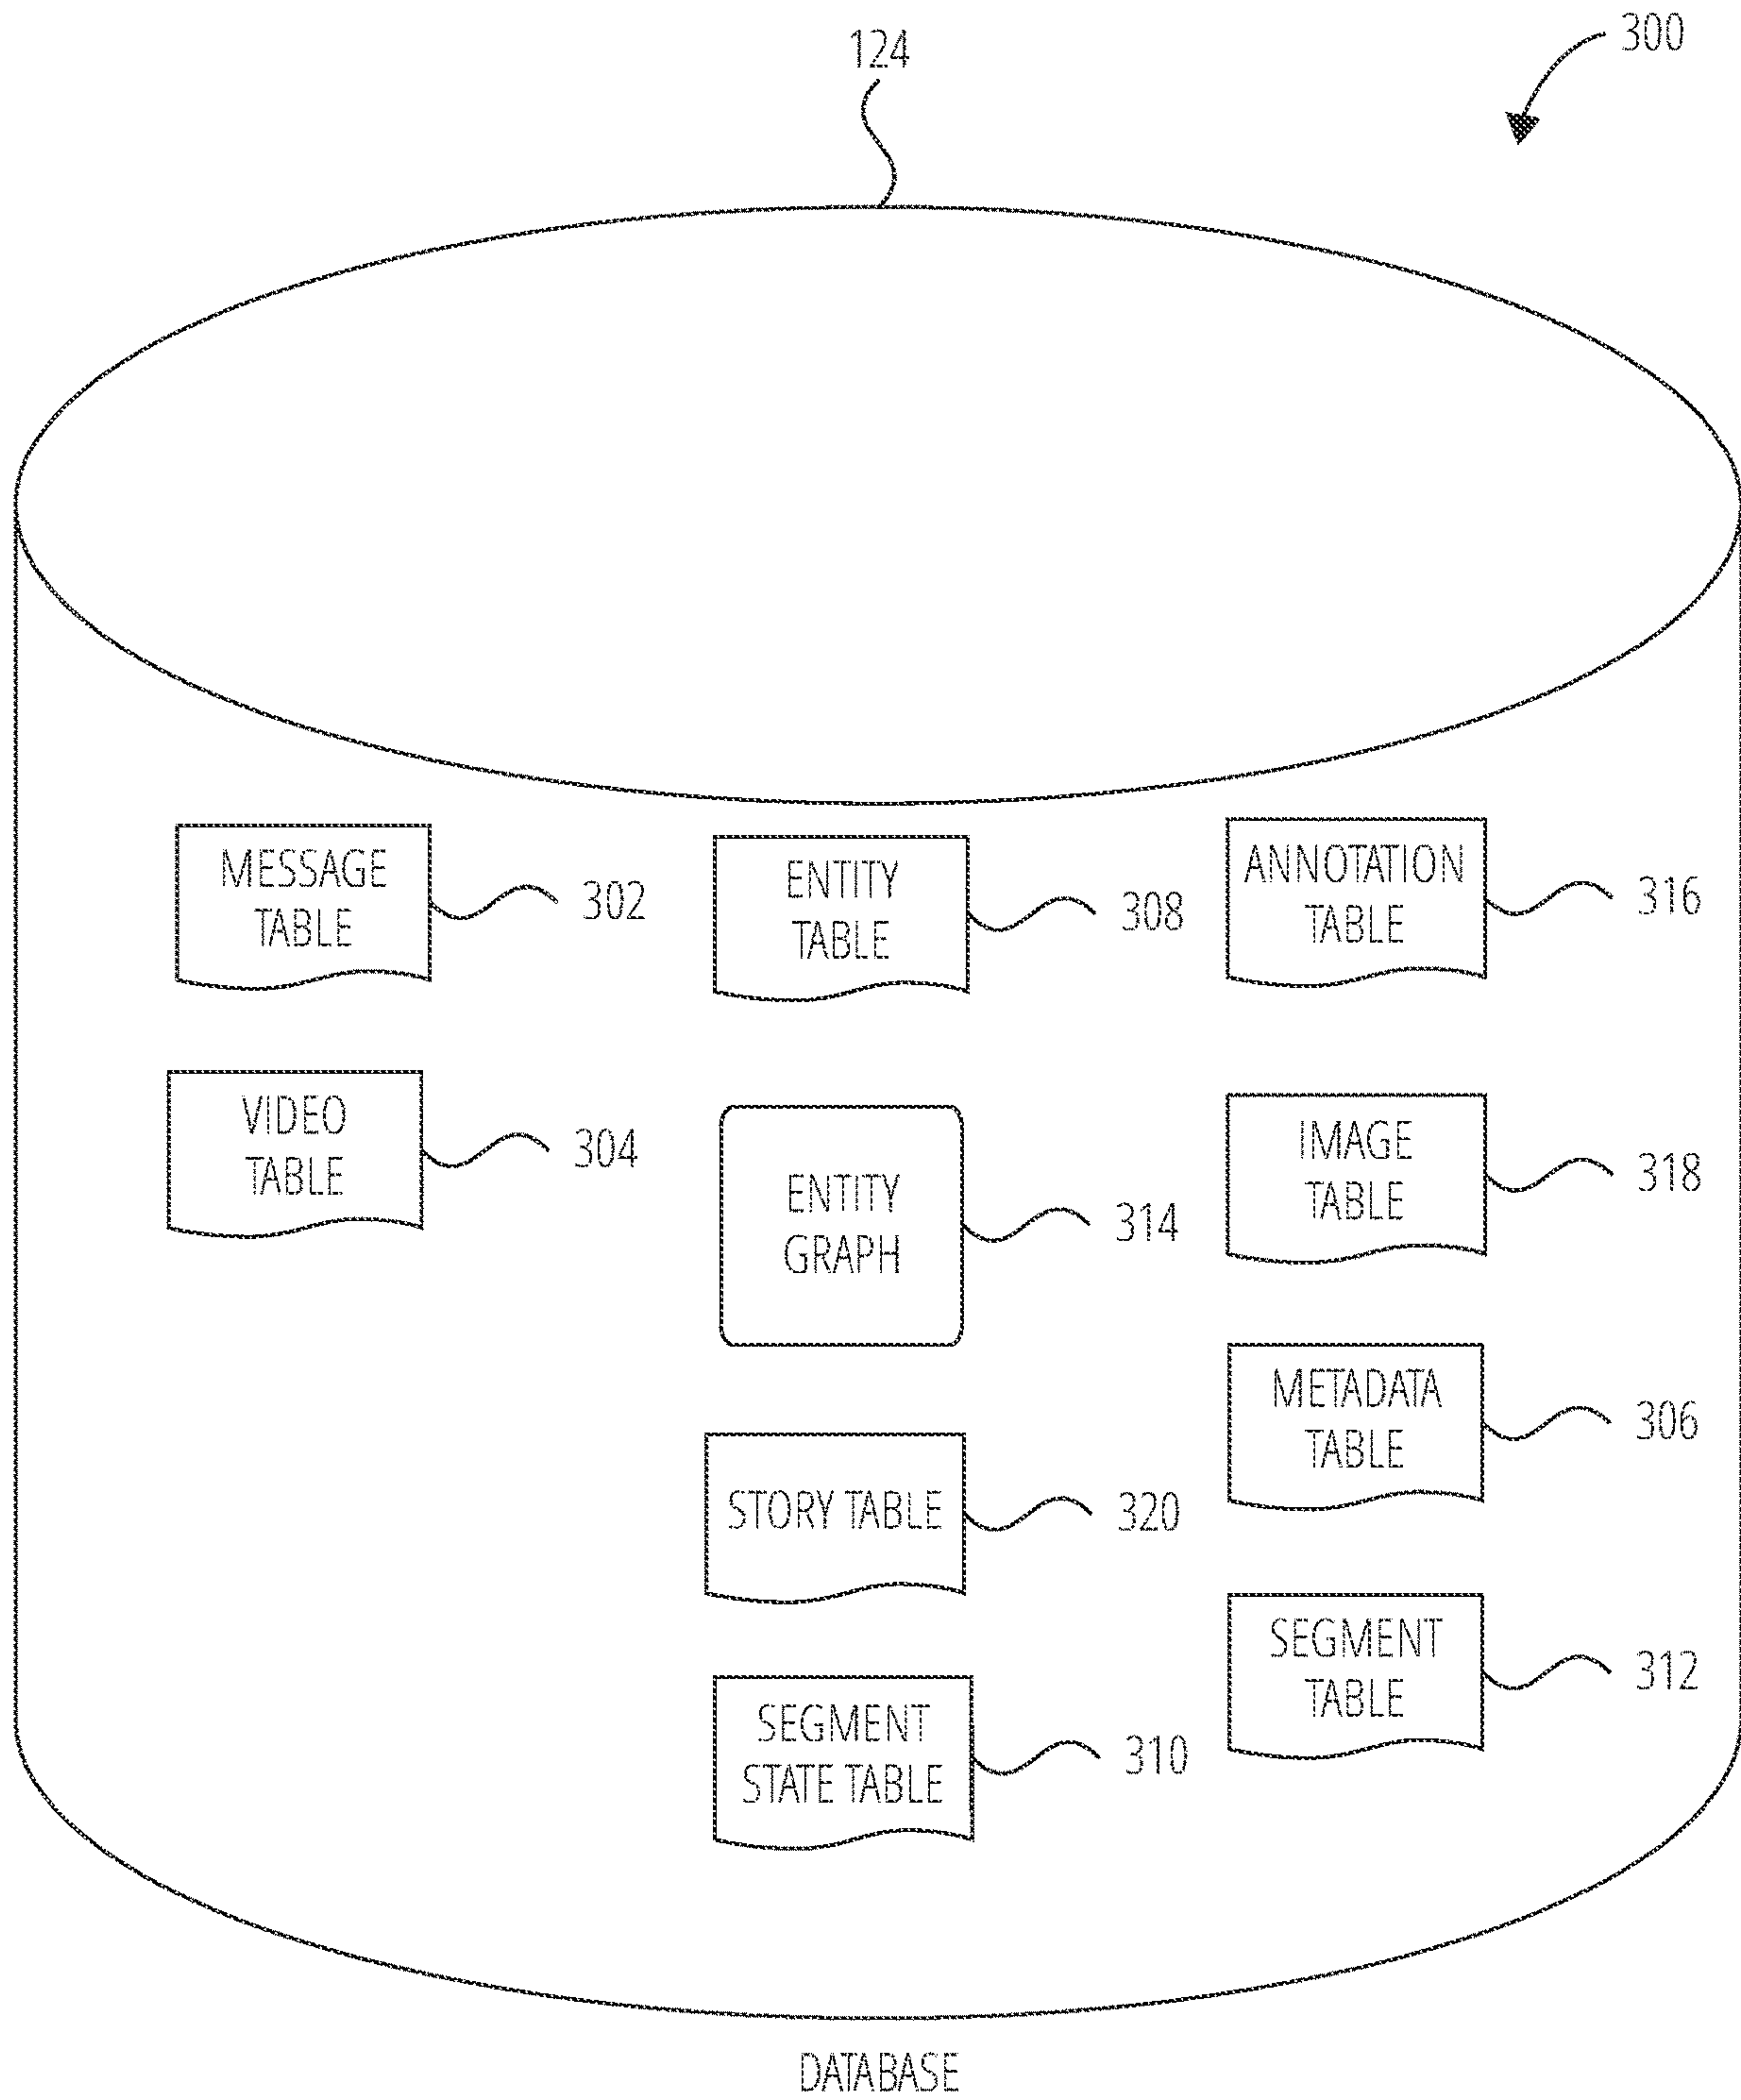 124
300
MESSAGE
TABLE
302
ENTITY
TABLE
308
ANNOTATION
TABLE
316
VIDEO
TABLE
304
ENTITY
GRAPH
314
IMAGE
TABLE
318
METADATA
TABLE
306
STORY TABLE
320
SEGMENT
TABLE
312
SEGMENT
STATE TABLE
310
DATABASE